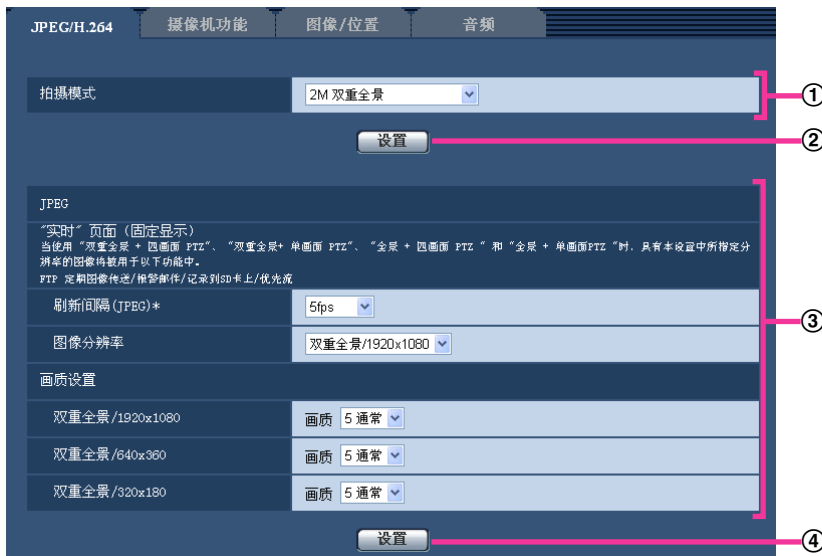 JPEG/H.264 摄像机功能 图像/位置 音频
拍摄模式 2M 双重全景 ①
设置 ②
JPEG
"实时" 页面 (固定显示)
当使用 "双重全景 + 四画面 PTZ"、 "双重全景+ 单画面 PTZ"、 "全景 + 四画面 PTZ " 和 "全景 + 单画面PTZ "时, 具有本设置中所指定分
辨率的图像将被用于以下功能中。
FTP 定期图像传送/报警邮件/记录到SD卡上/优先流
刷新间隔(JPEG)* 5fps ③
图像分辨率 双重全景/1920x1080
画质设置
双重全景/1920x1080 画质 5 通常
双重全景/640x360 画质 5 通常
双重全景/320x180 画质 5 通常
设置 ④